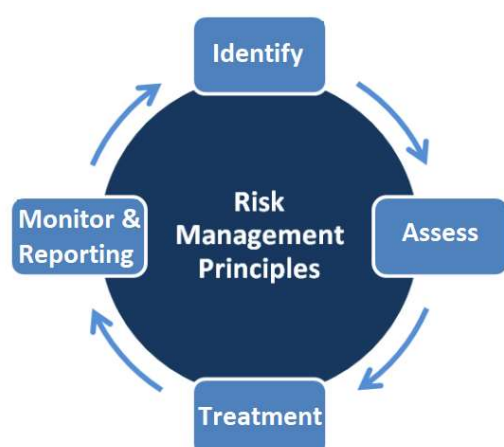 Identify
Risk
Management
Principles
Assess
Monitor &
Reporting
Treatment